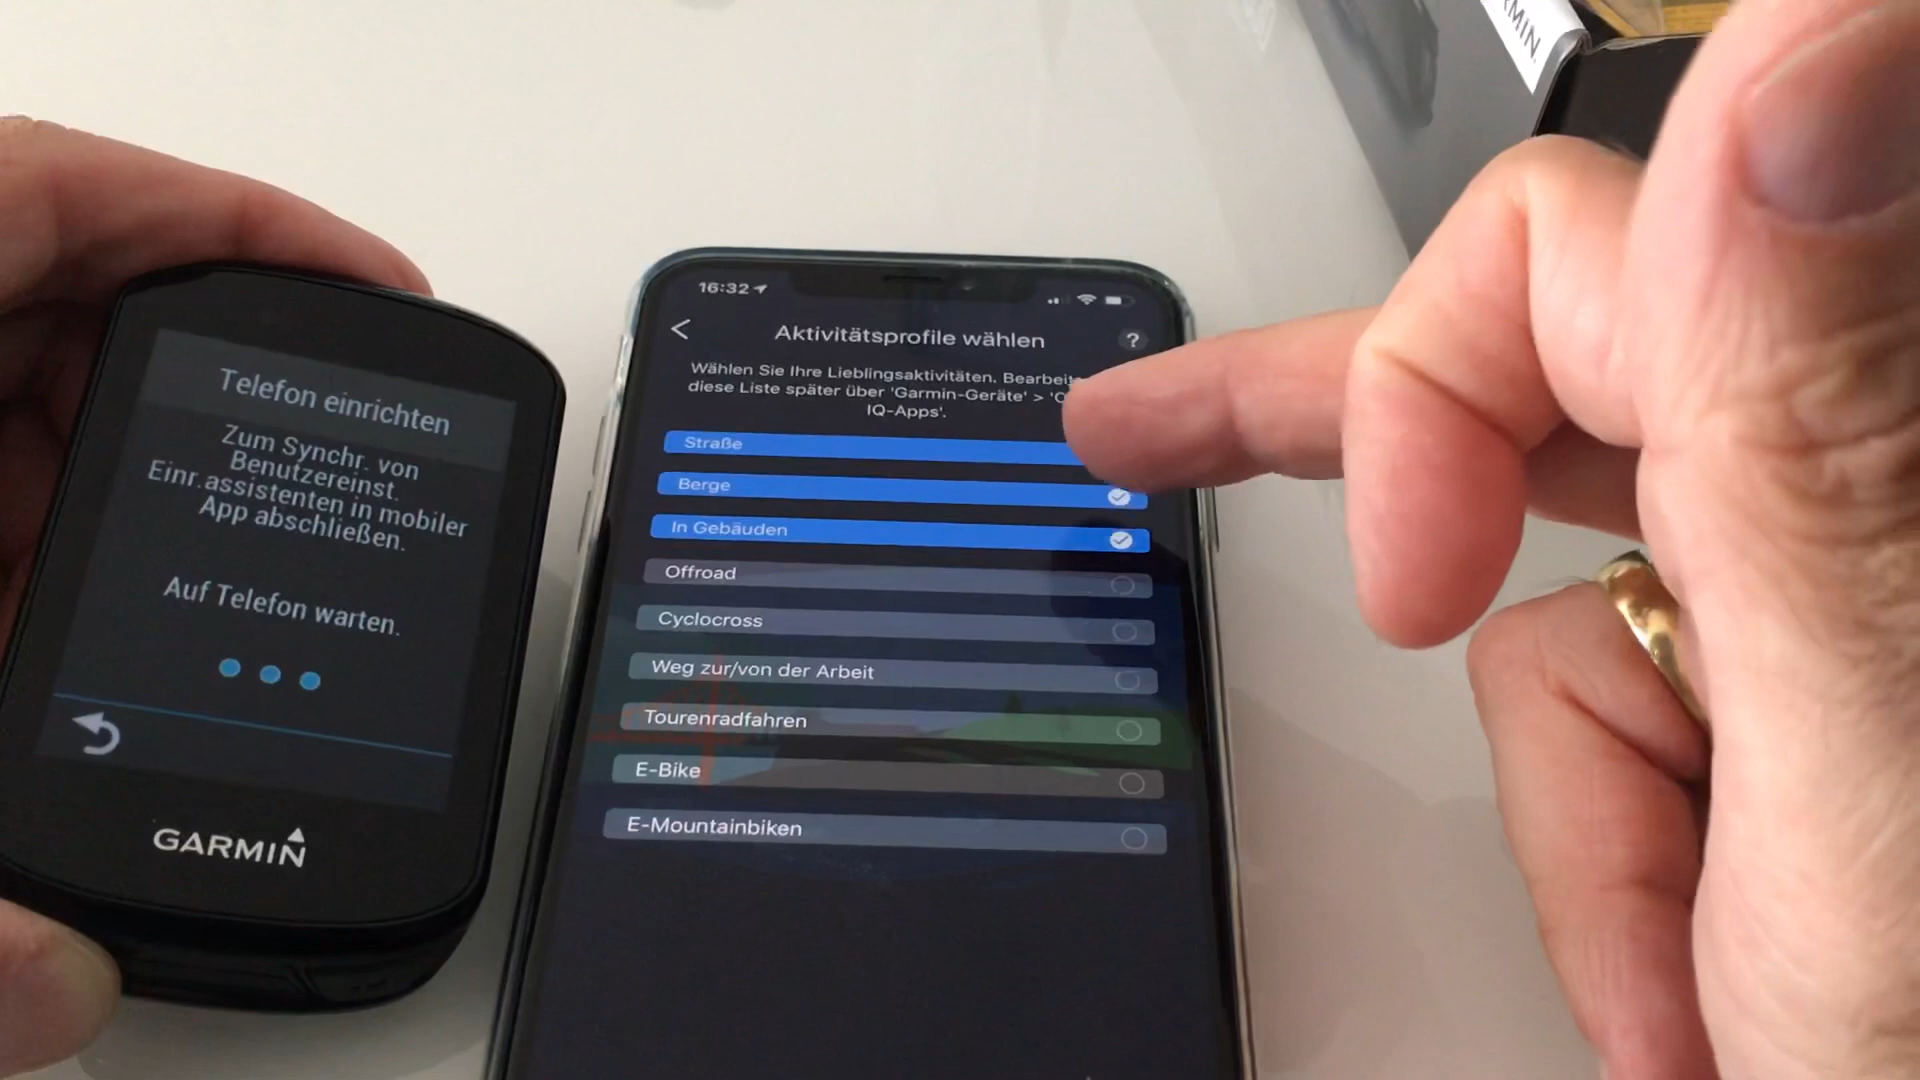 Telefon einrichten
Zum Synchr. von
Benutzereinst.
Einr.assistenten in mobiler
App abschließen.
Auf Telefon warten.
GARMIN
16:32
Aktivitätsprofile wählen
?
Wählen Sie Ihre Lieblingsaktivitäten.
diese Liste später über 'Garmin-Geräte' >
IQ-Apps'.
Straße
Berge
In Gebäuden
Offroad
Cyclocross
Weg zur/von der Arbeit
Tourenradfahren
E-Bike
E-Mountainbiken